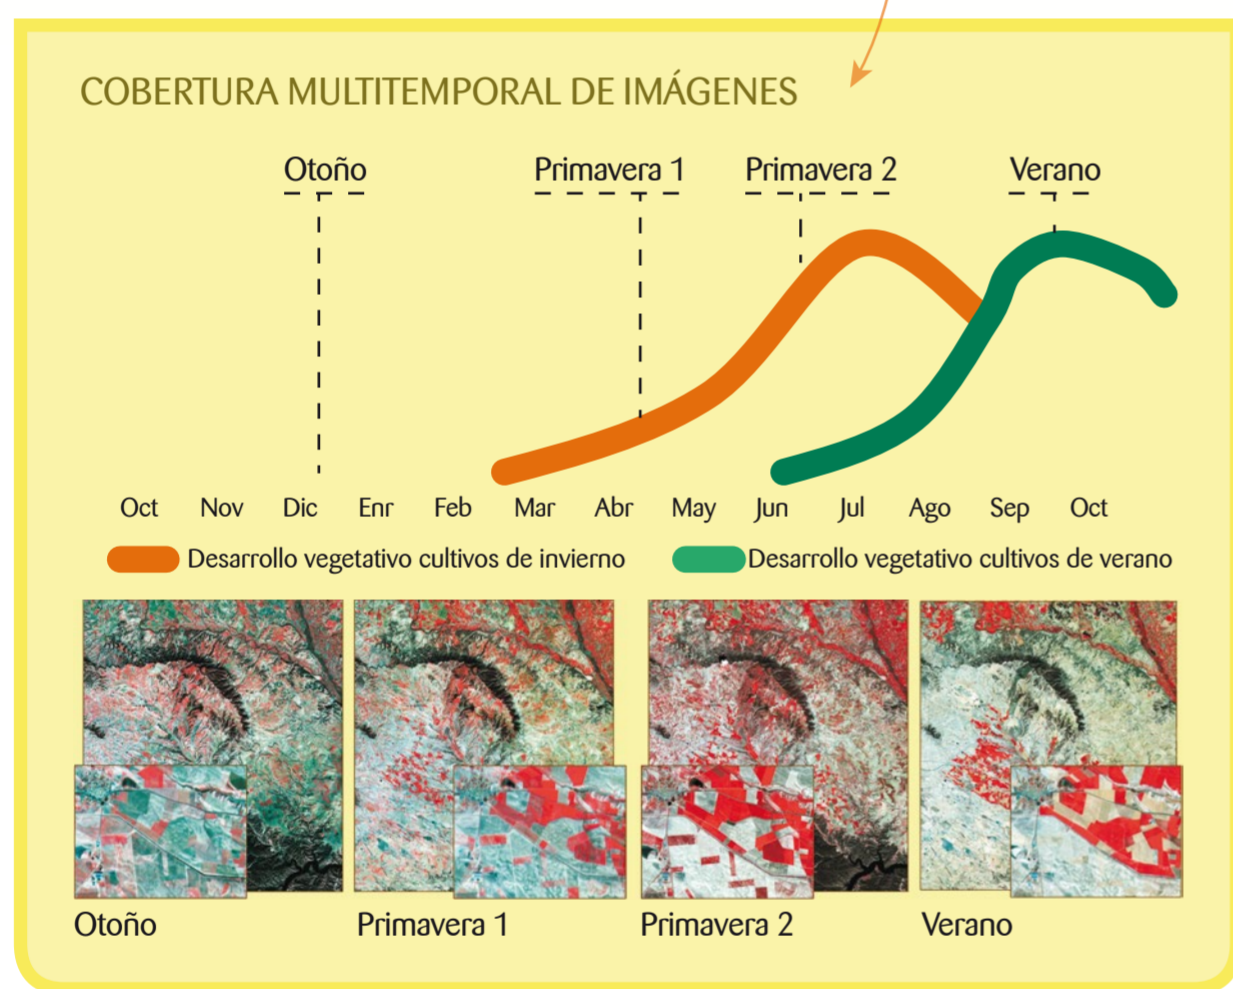 COBERTURA MULTITEMPORAL DE IMÁGENES
Otoño Primavera 1 Primavera 2 Verano
Oct Nov Dic Enr Feb Mar Abr May Jun Jul Ago Sep Oct
Desarrollo vegetativo cultivos de invierno Desarrollo vegetativo cultivos de verano
Otoño Primavera 1 Primavera 2 Verano